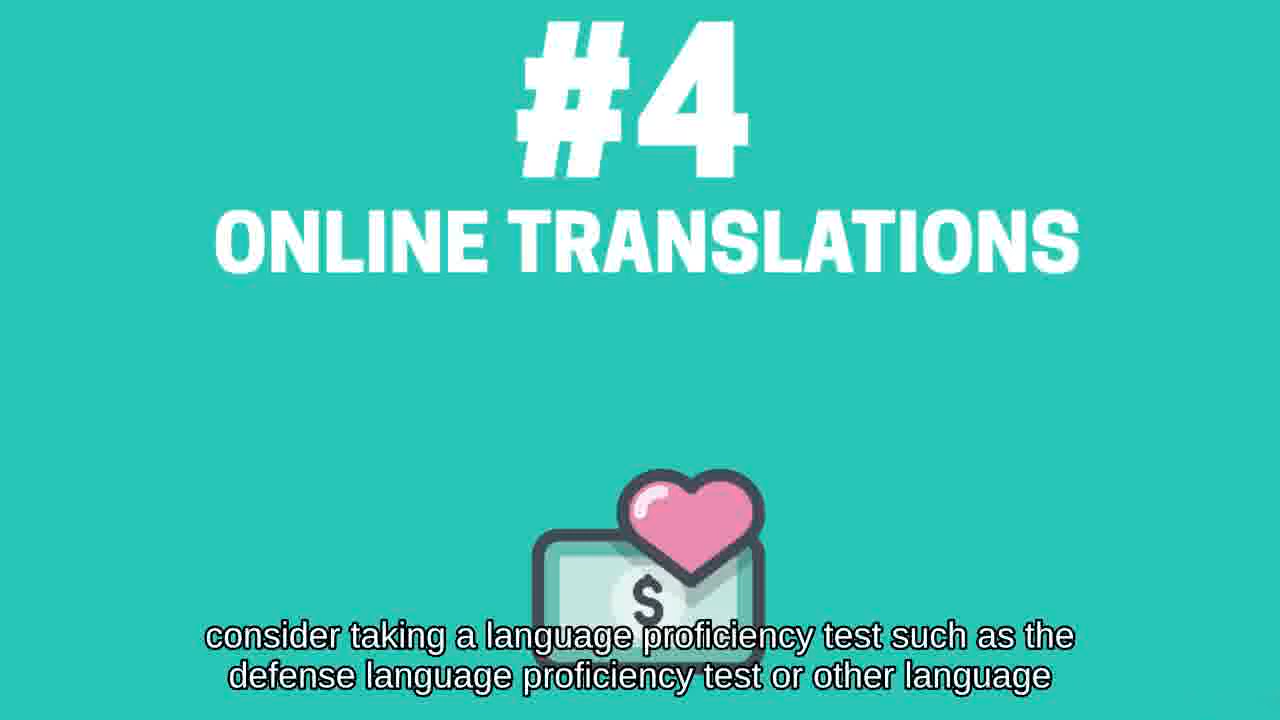 #4
ONLINE TRANSLATIONS
$
consider taking a language proficiency test such as the
defense language proficiency test or other language